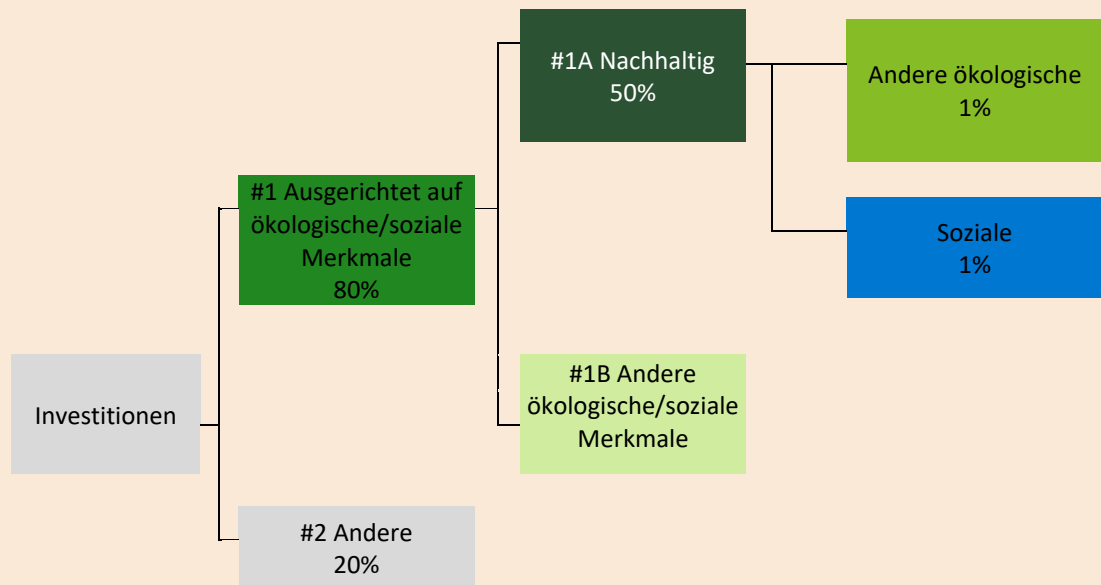 #1A Nachhaltig
50%
Andere ökologische
1%
#1 Ausgerichtet auf
ökologische/soziale
Merkmale
80%
Soziale
1%
Investitionen
#1B Andere
ökologische/soziale
Merkmale
#2 Andere
20%